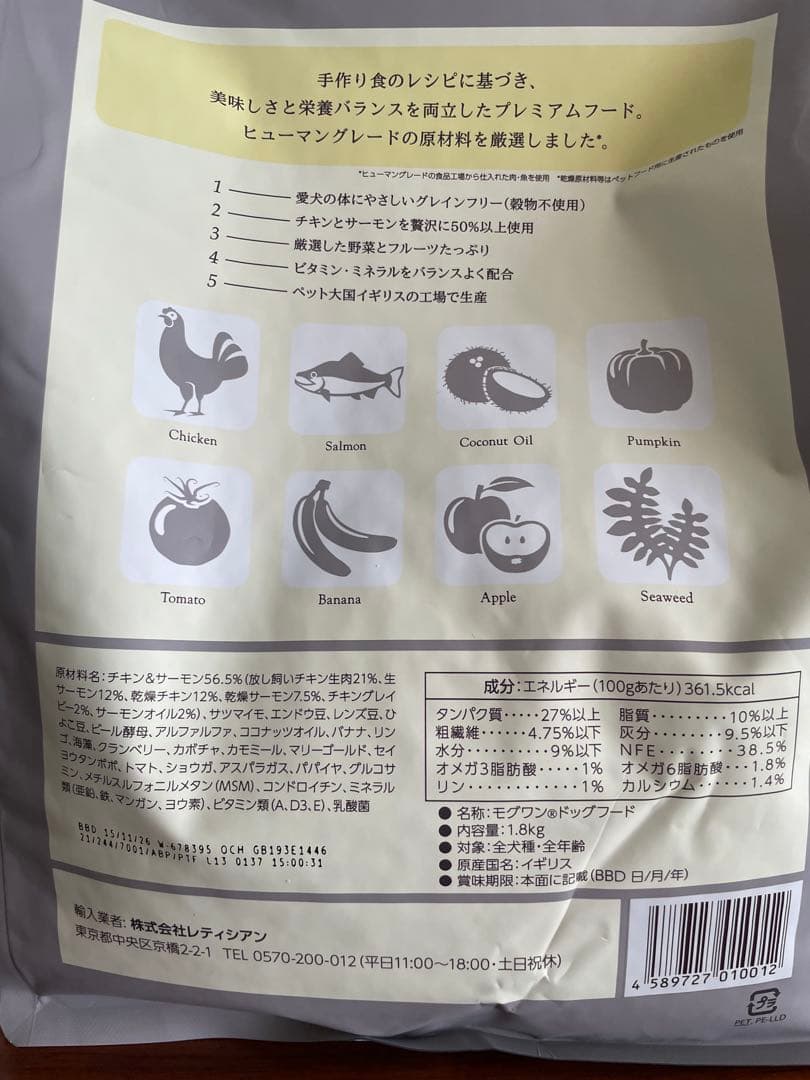 手作り食のレシピに基づき、
美味しさと栄養バランスを両立したプレミアムフード。
ヒューマングレードの原材料を厳選しました*。
*ヒューマングレードの食品工場から仕入れた肉・魚を使用 *乾燥原材料等はペットフード用に生産されたものを使用
1 愛犬の体にやさしいグレインフリー(穀物不使用)
2 チキンとサーモンを贅沢に50%以上使用
3 厳選した野菜とフルーツたっぷり
4 ビタミン・ミネラルをバランスよく配合
5 ペット大国イギリスの工場で生産
Chicken Salmon Coconut Oil Pumpkin
Tomato Banana Apple Seaweed
原材料名:チキン&サーモン56.5%(放し飼いチキン生肉21%、生
サーモン12%、乾燥チキン12%、乾燥サーモン7.5%、チキングレイ
ビー2%、サーモンオイル2%)、サツマイモ、エンドウ豆、レンズ豆、ひ
よこ豆、ビール酵母、アルファルファ、ココナッツオイル、バナナ、リン
ゴ、海藻、クランベリー、カボチャ、カモミール、マリーゴールド、セイ
ヨウタンポポ、トマト、ショウガ、アスパラガス、パパイヤ、グルコサ
ミン、メチルスルフォニルメタン(MSM)、コンドロイチン、ミネラル
類(亜鉛、鉄、マンガン、ヨウ素)、ビタミン類(A、D3、E)、乳酸菌
BBD 15/11/26 W-678395 OCH GB193E1446
21/244/7001/ABP/PTF L13 0137 15:00:31
成分:エネルギー(100gあたり)361.5kcal
タンパク質・・・・・27%以上 脂質・・・・・・・・・10%以上
粗繊維・・・・・4.75%以下 灰分・・・・・・・・9.5%以下
水分・・・・・・・・・・9%以下 NFE・・・・・・・・38.5%
オメガ3脂肪酸・・・・・1% オメガ6脂肪酸・・・1.8%
リン・・・・・・・・・・・・1% カルシウム・・・・・・1.4%
● 名称:モグワン®ドッグフード
● 内容量:1.8kg
● 対象:全犬種・全年齢
● 原産国名:イギリス
● 賞味期限:本面に記載(BBD 日/月/年)
輸入業者:株式会社レティシアン
東京都中央区京橋2-2-1 TEL 0570-200-012(平日11:00〜18:00・土日祝休)
4 589727 010012
プラ
PET, PE-LLD